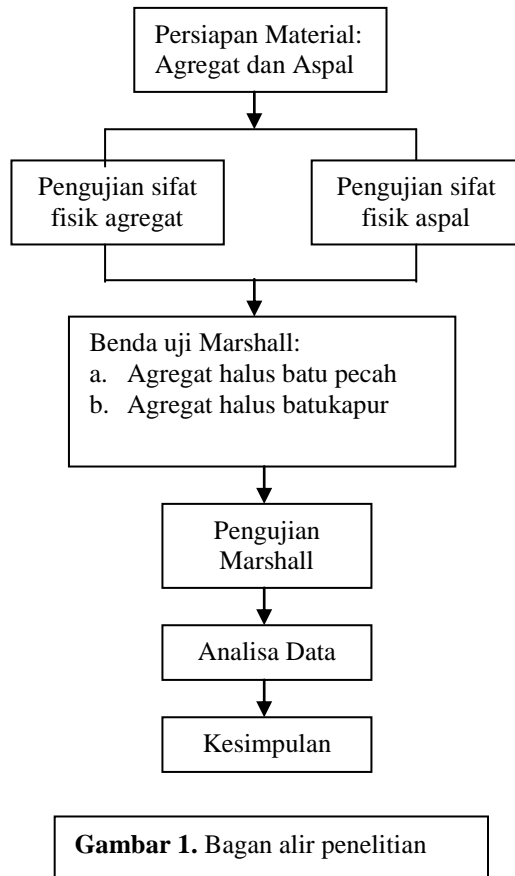 Persiapan Material:
Agregat dan Aspal
Pengujian sifat
fisik agregat
Pengujian sifat
fisik aspal
Benda uji Marshall:
a. Agregat halus batu pecah
b. Agregat halus batukapur
Pengujian
Marshall
Analisa Data
Kesimpulan
Gambar 1. Bagan alir penelitian